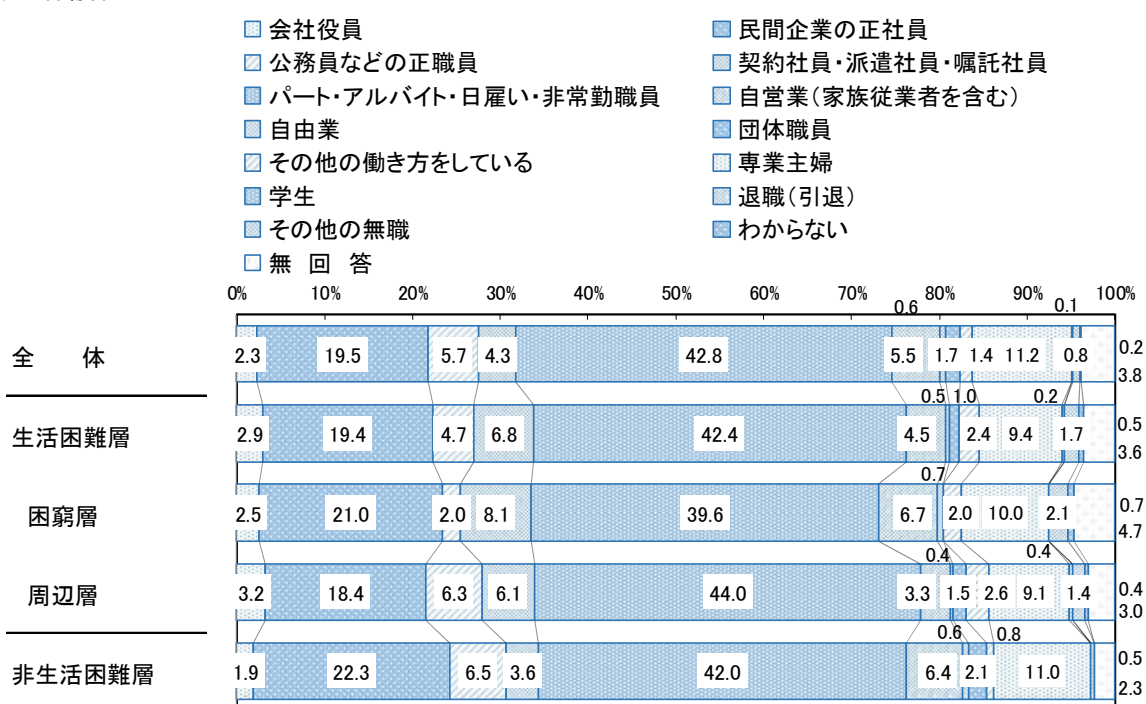 会社役員 民間企業の正社員
公務員などの正職員 契約社員・派遣社員・嘱託社員
パート・アルバイト・日雇い・非常勤職員 自営業(家族従業者を含む)
自由業 団体職員
その他の働き方をしている 専業主婦
学生 退職(引退)
その他の無職 わからない
無 回 答
0% 10% 20% 30% 40% 50% 60% 70% 80% 90% 100%
0.6 0.1
全 体 2.3 19.5 5.7 4.3 42.8 5.5 1.7 1.4 11.2 0.8 0.2
3.8
0.5 1.0 0.2
生活困難層 2.9 19.4 4.7 6.8 42.4 4.5 2.4 9.4 1.7 0.5
3.6
0.7
困窮層 2.5 21.0 2.0 8.1 39.6 6.7 2.0 10.0 2.1 0.7
4.7
0.4 0.4
周辺層 3.2 18.4 6.3 6.1 44.0 3.3 1.5 2.6 9.1 1.4 0.4
3.0
0.6 0.8
非生活困難層 1.9 22.3 6.5 3.6 42.0 6.4 2.1 11.0 0.5
2.3